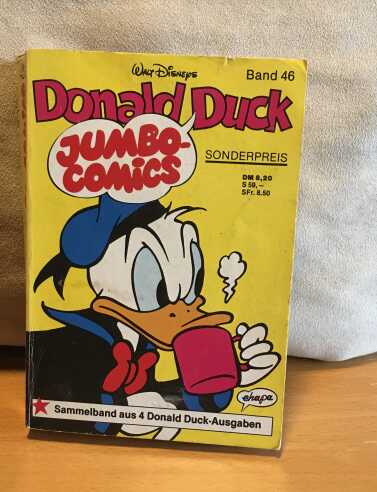 Walt Disneys
Band 46
Donald Duck
JUMBO-
COMICS
SONDERPREIS
DM 8,20
S 59,–
SFr. 8.50
ehapa
Sammelband aus 4 Donald Duck-Ausgaben